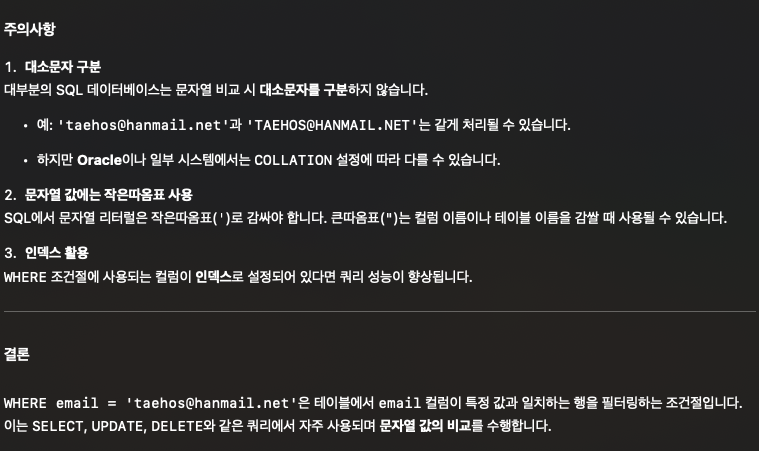 주의사항
1. 대소문자 구분
대부분의 SQL 데이터베이스는 문자열 비교 시 대소문자를 구분하지 않습니다.
• 예: 'taehos@hanmail.net'과 'TAEHOS@HANMAIL.NET'는 같게 처리될 수 있습니다.
• 하지만 Oracle이나 일부 시스템에서는 COLLATION 설정에 따라 다를 수 있습니다.
2. 문자열 값에는 작은따옴표 사용
SQL에서 문자열 리터럴은 작은따옴표(')로 감싸야 합니다. 큰따옴표(")는 컬럼 이름이나 테이블 이름을 감쌀 때 사용될 수 있습니다.
3. 인덱스 활용
WHERE 조건절에 사용되는 컬럼이 인덱스로 설정되어 있다면 쿼리 성능이 향상됩니다.
결론
WHERE email = 'taehos@hanmail.net'은 테이블에서 email 컬럼이 특정 값과 일치하는 행을 필터링하는 조건절입니다.
이는 SELECT, UPDATE, DELETE와 같은 쿼리에서 자주 사용되며 문자열 값의 비교를 수행합니다.